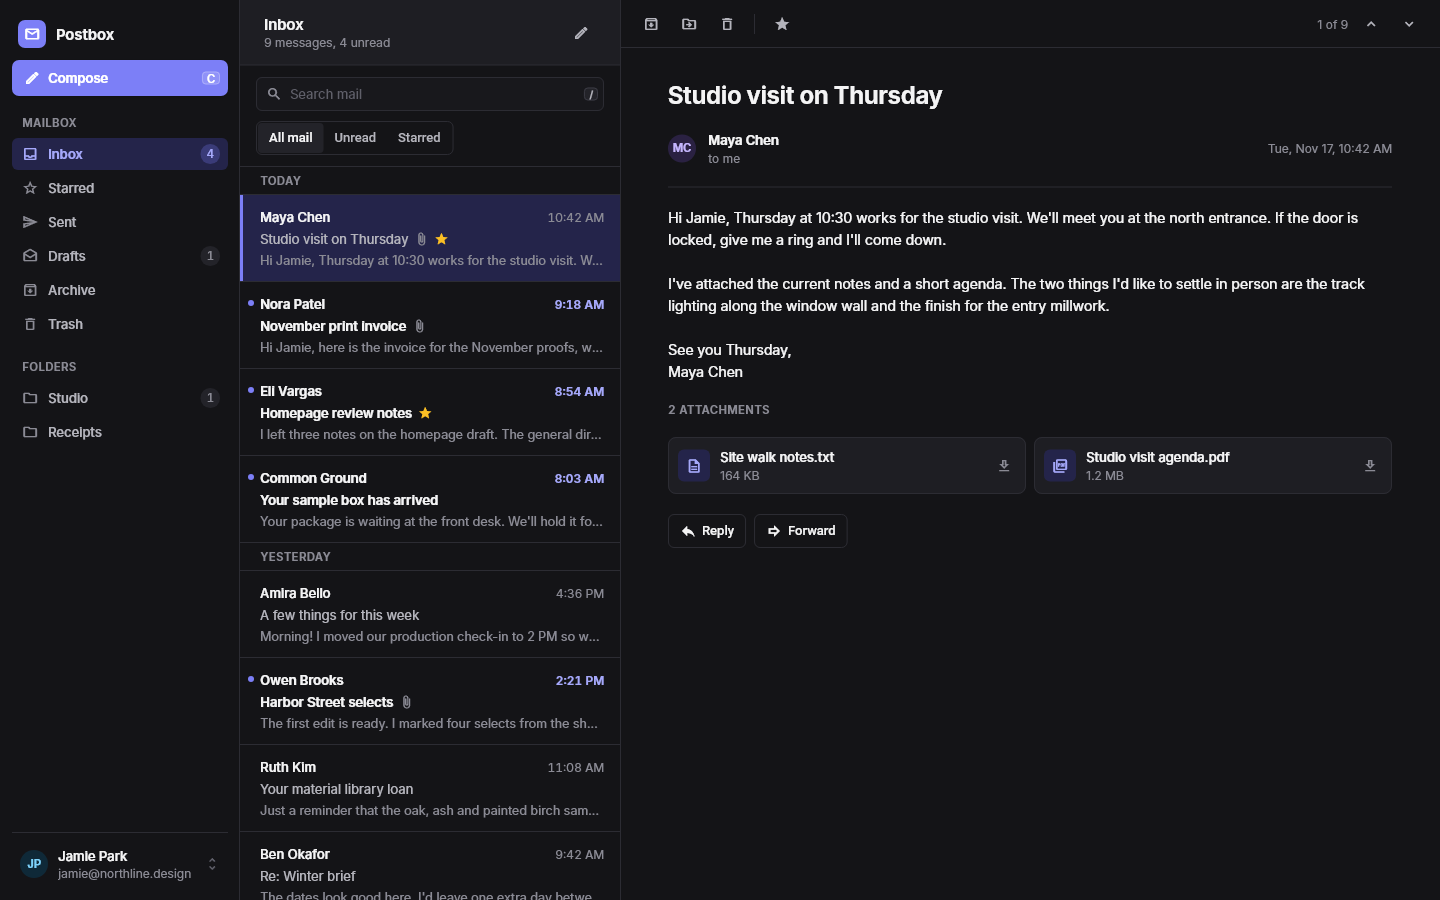 Postbox
Compose
C
MAILBOX
Inbox
4
Starred
Sent
Drafts
1
Archive
Trash
FOLDERS
Studio
1
Receipts
JP
Jamie Park
jamie@northline.design
Inbox
9 messages, 4 unread
Search mail
/
All mail
Unread
Starred
TODAY
Maya Chen
10:42 AM
Studio visit on Thursday
Hi Jamie, Thursday at 10:30 works for the studio visit. W...
Nora Patel
9:18 AM
November print invoice
Hi Jamie, here is the invoice for the November proofs, w...
Eli Vargas
8:54 AM
Homepage review notes
I left three notes on the homepage draft. The general dir...
Common Ground
8:03 AM
Your sample box has arrived
Your package is waiting at the front desk. We'll hold it fo...
YESTERDAY
Amira Bello
4:36 PM
A few things for this week
Morning! I moved our production check-in to 2 PM so w...
Owen Brooks
2:21 PM
Harbor Street selects
The first edit is ready. I marked four selects from the sh...
Ruth Kim
11:08 AM
Your material library loan
Just a reminder that the oak, ash and painted birch sam...
Ben Okafor
9:42 AM
Re: Winter brief
The dates look good here. I'd leave one extra day betwe...
1 of 9
Studio visit on Thursday
MC
Maya Chen
to me
Tue, Nov 17, 10:42 AM
Hi Jamie, Thursday at 10:30 works for the studio visit. We'll meet you at the north entrance. If the door is
locked, give me a ring and I'll come down.
I've attached the current notes and a short agenda. The two things I'd like to settle in person are the track
lighting along the window wall and the finish for the entry millwork.
See you Thursday,
Maya Chen
2 ATTACHMENTS
Site walk notes.txt
164 KB
Studio visit agenda.pdf
1.2 MB
Reply
Forward